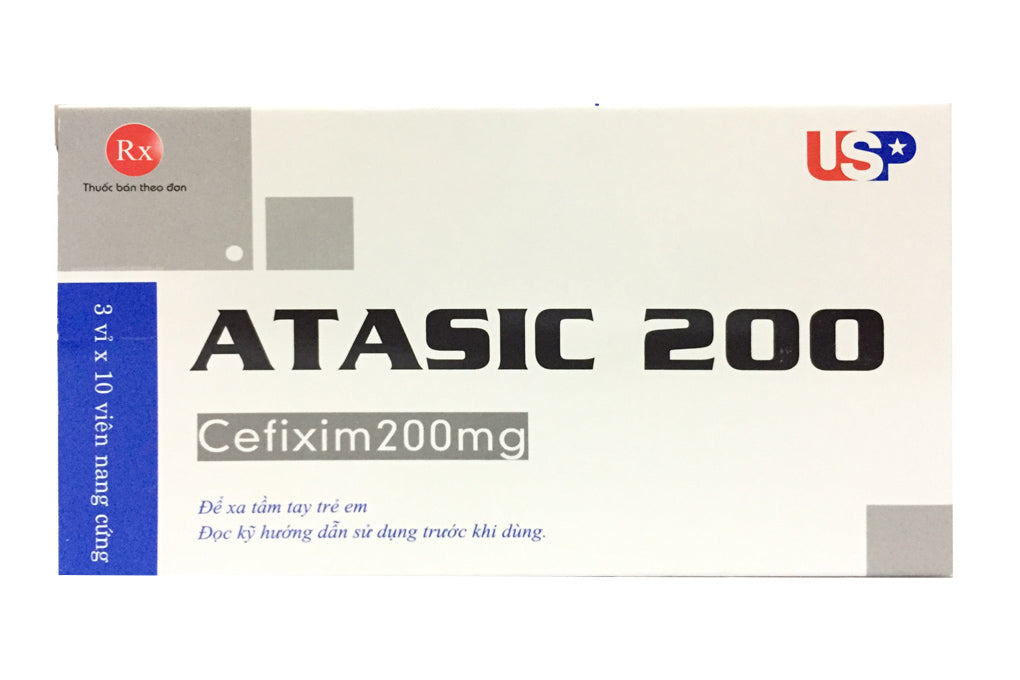 Rx
Thuốc bán theo đơn
USP
3 vỉ x 10 viên nang cứng
ATASIC 200
Cefixim200mg
Để xa tầm tay trẻ em
Đọc kỹ hướng dẫn sử dụng trước khi dùng.